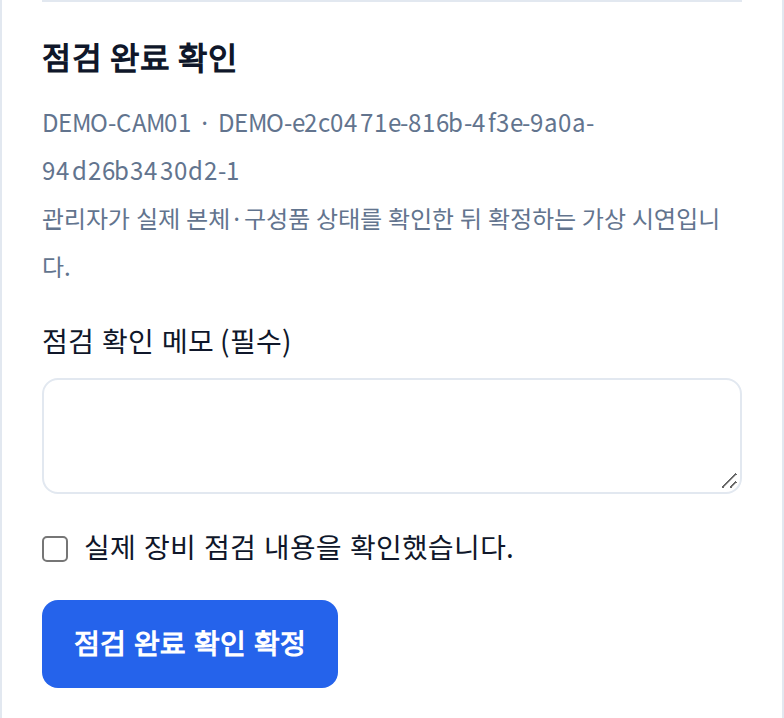 점검 완료 확인
DEMO-CAM01 · DEMO-e2c0471e-816b-4f3e-9a0a-
94d26b3430d2-1
관리자가 실제 본체·구성품 상태를 확인한 뒤 확정하는 가상 시연입니
다.
점검 확인 메모 (필수)
실제 장비 점검 내용을 확인했습니다.
점검 완료 확인 확정